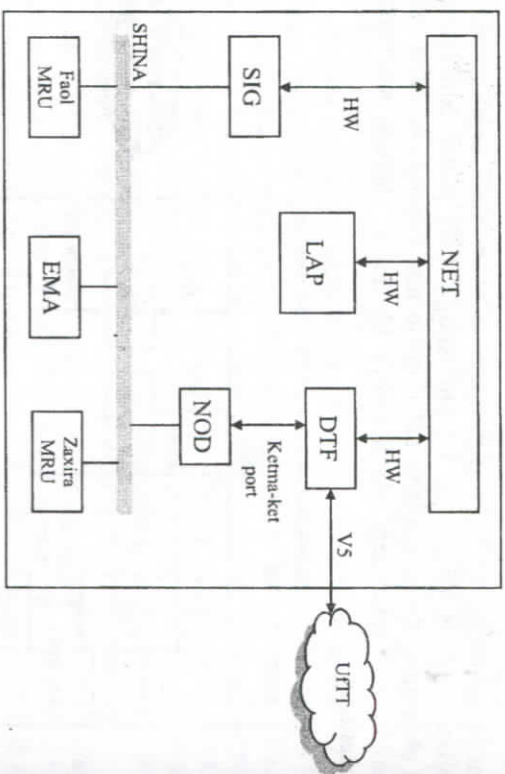 NET
HW
HW
HW
SIG
LAP
DTF
V5
UfTT
Ketma-ket
port
NOD
SHINA
Faol
MRU
EMA
Zaxira
MRU